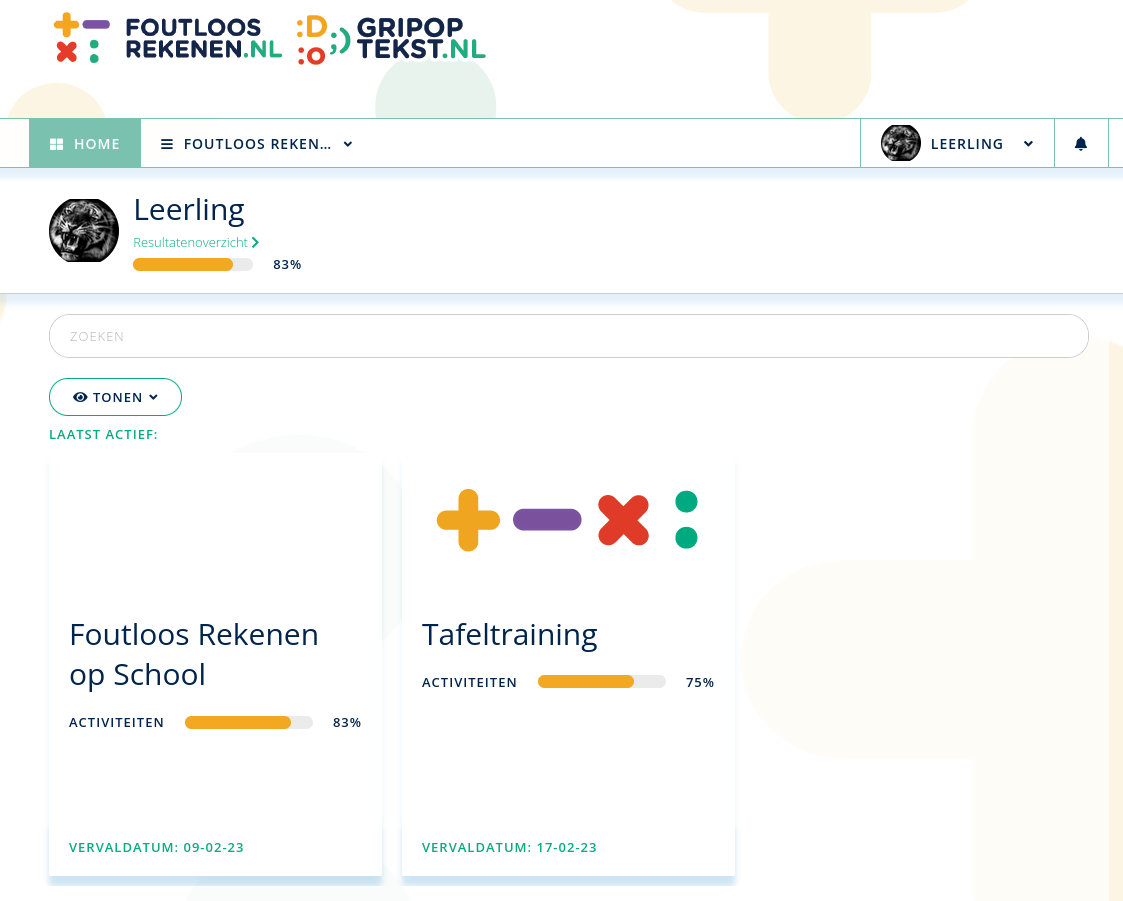 FOUTLOOS
REKENEN.NL
GRIPOP
TEKST.NL
HOME
FOUTLOOS REKEN...
LEERLING
Leerling
Resultatenoverzicht
83%
ZOEKEN
TONEN
LAATST ACTIEF:
Foutloos Rekenen
op School
ACTIVITEITEN 83%
VERVALDATUM: 09-02-23
Tafeltraining
ACTIVITEITEN 75%
VERVALDATUM: 17-02-23